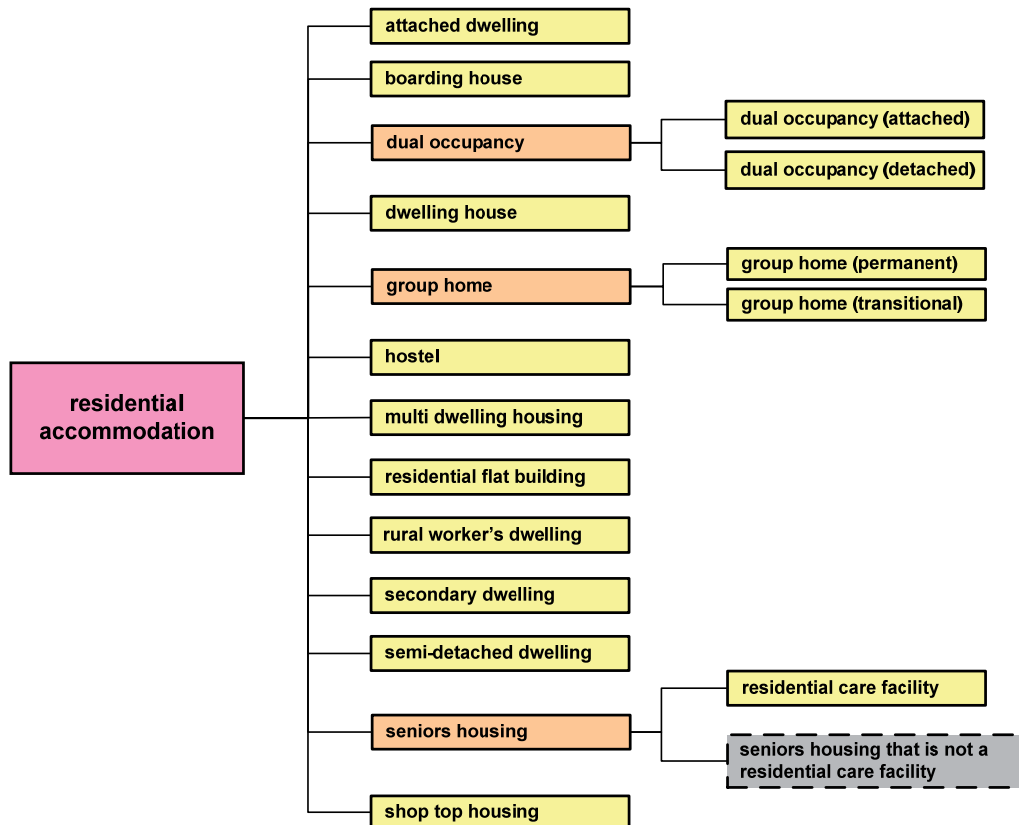 attached dwelling
boarding house
dual occupancy
dual occupancy (attached)
dual occupancy (detached)
dwelling house
group home
group home (permanent)
group home (transitional)
hostel
residential
accommodation
multi dwelling housing
residential flat building
rural worker’s dwelling
secondary dwelling
semi-detached dwelling
seniors housing
residential care facility
seniors housing that is not a
residential care facility
shop top housing